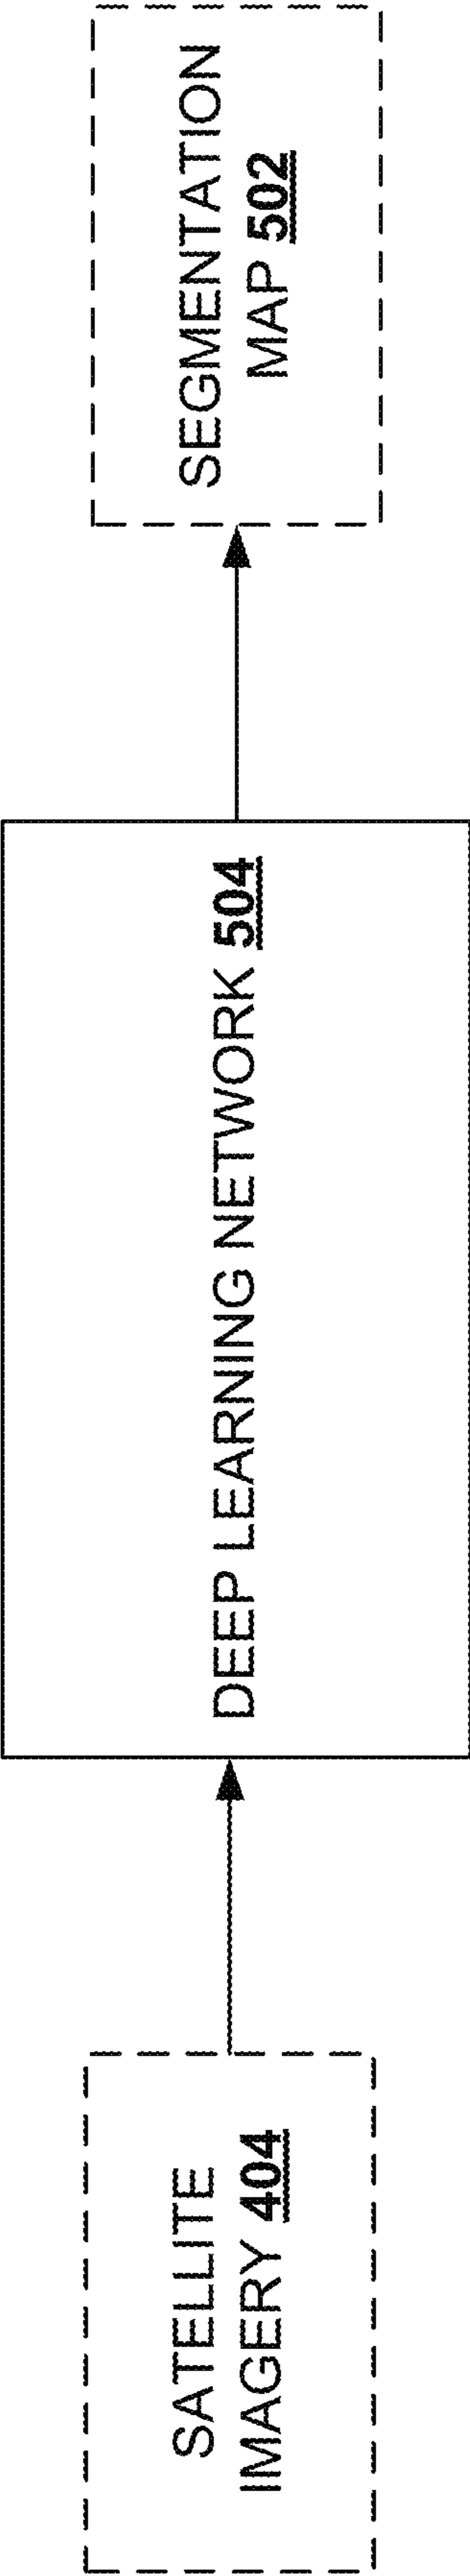 SATELLITE
IMAGERY 404
DEEP LEARNING NETWORK 504
SEGMENTATION
MAP 502